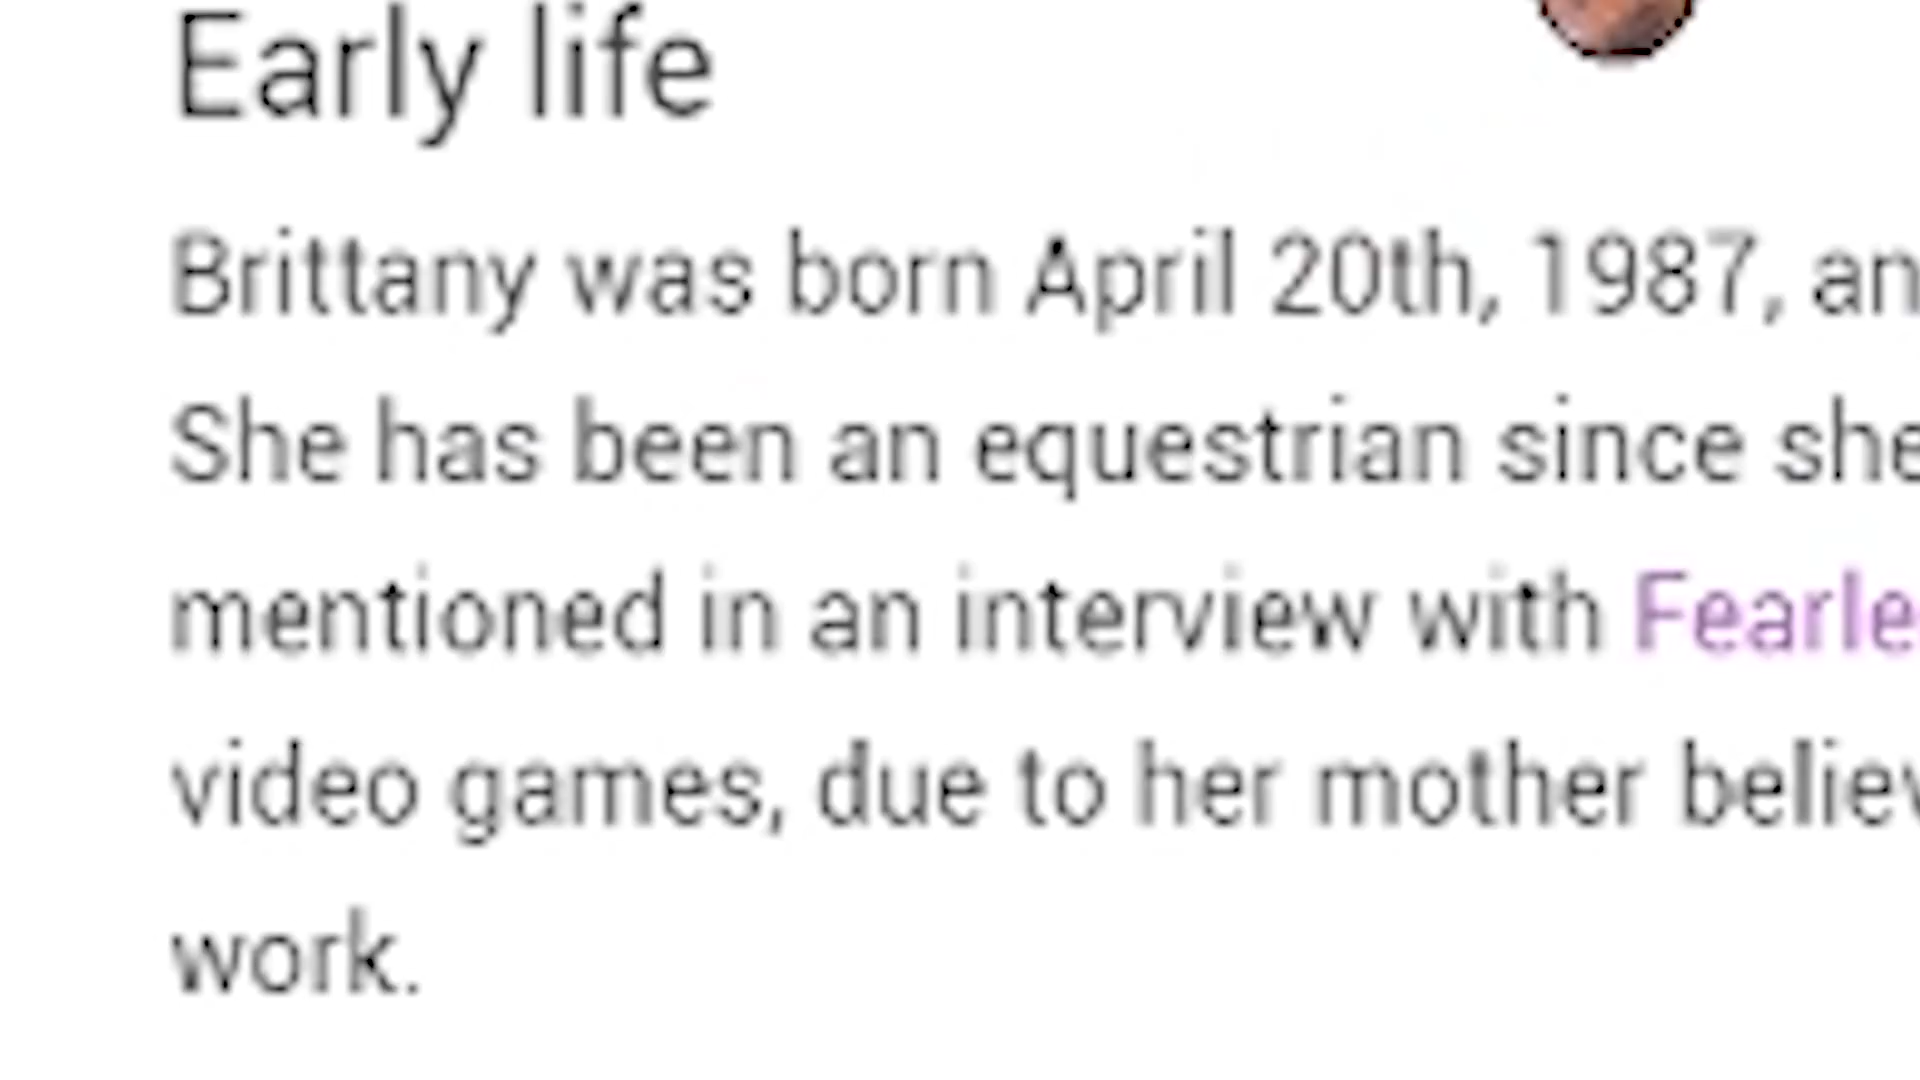 Early life
Brittany was born April 20th, 1987, an
She has been an equestrian since she
mentioned in an interview with Fearle
video games, due to her mother believ
work.